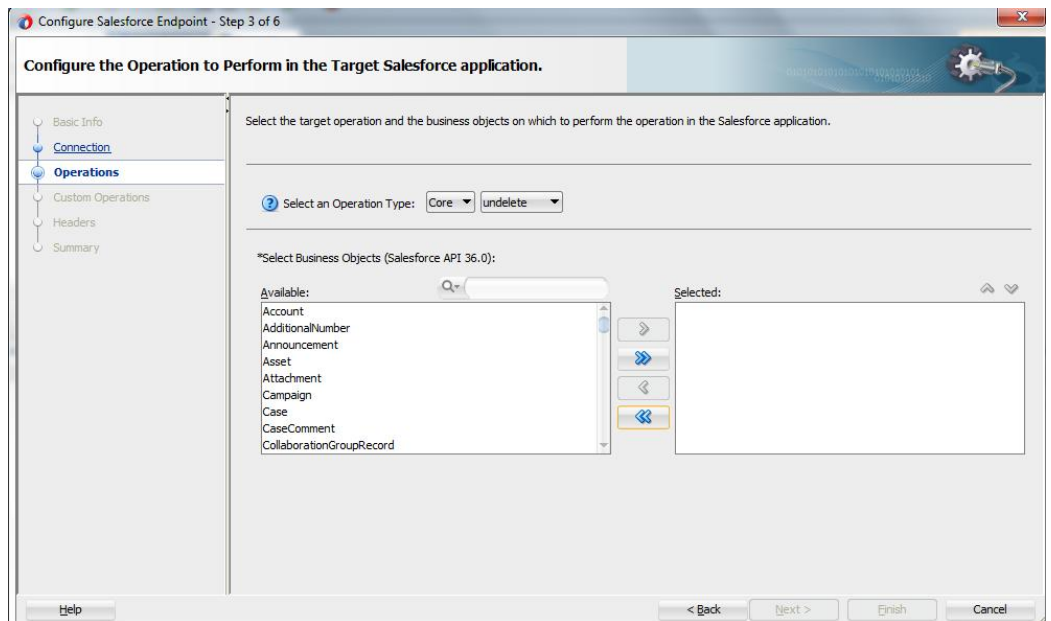 Configure Salesforce Endpoint - Step 3 of 6
Configure the Operation to Perform in the Target Salesforce application.
Basic Info
Connection
Operations
Custom Operations
Headers
Summary
Select the target operation and the business objects on which to perform the operation in the Salesforce application.
Select an Operation Type: Core undelete
*Select Business Objects (Salesforce API 36.0):
Available:
Selected:
Account
AdditionalNumber
Announcement
Asset
Attachment
Campaign
Case
CaseComment
CollaborationGroupRecord
Help
< Back
Next >
Finish
Cancel